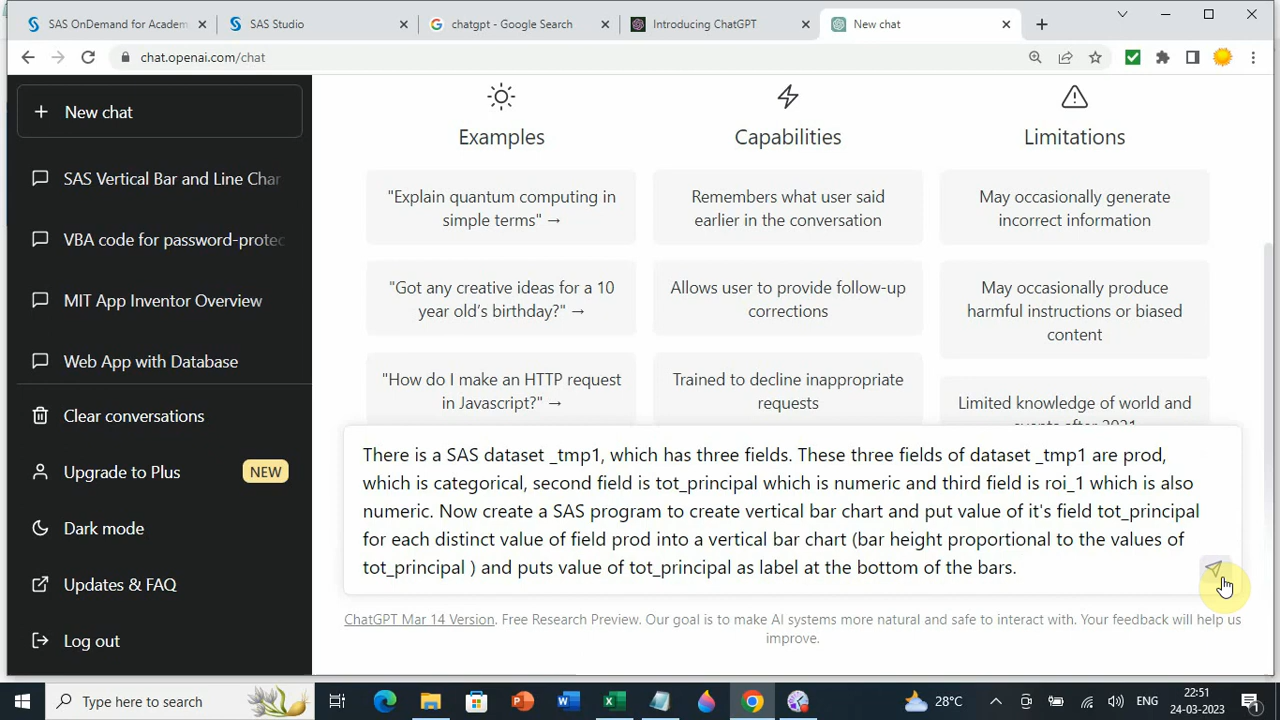 SAS OnDemand for Academ
SAS Studio
chatgpt - Google Search
Introducing ChatGPT
New chat
chat.openai.com/chat
New chat
SAS Vertical Bar and Line Char
VBA code for password-protec
MIT App Inventor Overview
Web App with Database
Clear conversations
Upgrade to Plus
NEW
Dark mode
Updates & FAQ
Log out
Examples
"Explain quantum computing in
simple terms" →
"Got any creative ideas for a 10
year old's birthday?" →
"How do I make an HTTP request
in Javascript?" →
Capabilities
Remembers what user said
earlier in the conversation
Allows user to provide follow-up
corrections
Trained to decline inappropriate
requests
Limitations
May occasionally generate
incorrect information
May occasionally produce
harmful instructions or biased
content
Limited knowledge of world and
events after 2021
There is a SAS dataset _tmp1, which has three fields. These three fields of dataset _tmp1 are prod,
which is categorical, second field is tot_principal which is numeric and third field is roi_1 which is also
numeric. Now create a SAS program to create vertical bar chart and put value of it's field tot_principal
for each distinct value of field prod into a vertical bar chart (bar height proportional to the values of
tot_principal ) and puts value of tot_principal as label at the bottom of the bars.
ChatGPT Mar 14 Version. Free Research Preview. Our goal is to make AI systems more natural and safe to interact with. Your feedback will help us
improve.
Type here to search
28°C
ENG
22:51
24-03-2023
1